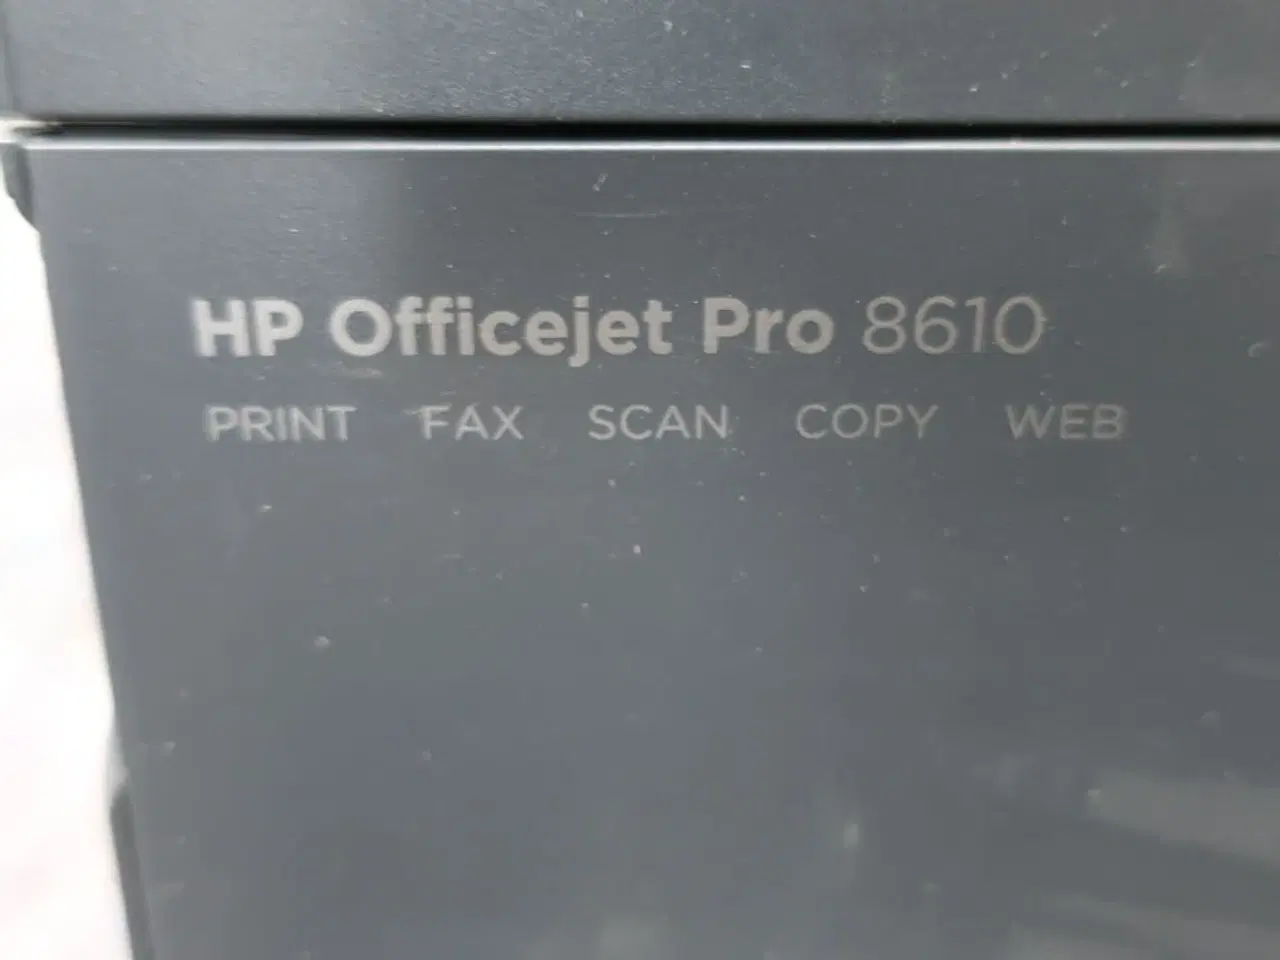 HP Officejet Pro 8610
PRINT FAX SCAN COPY WEB